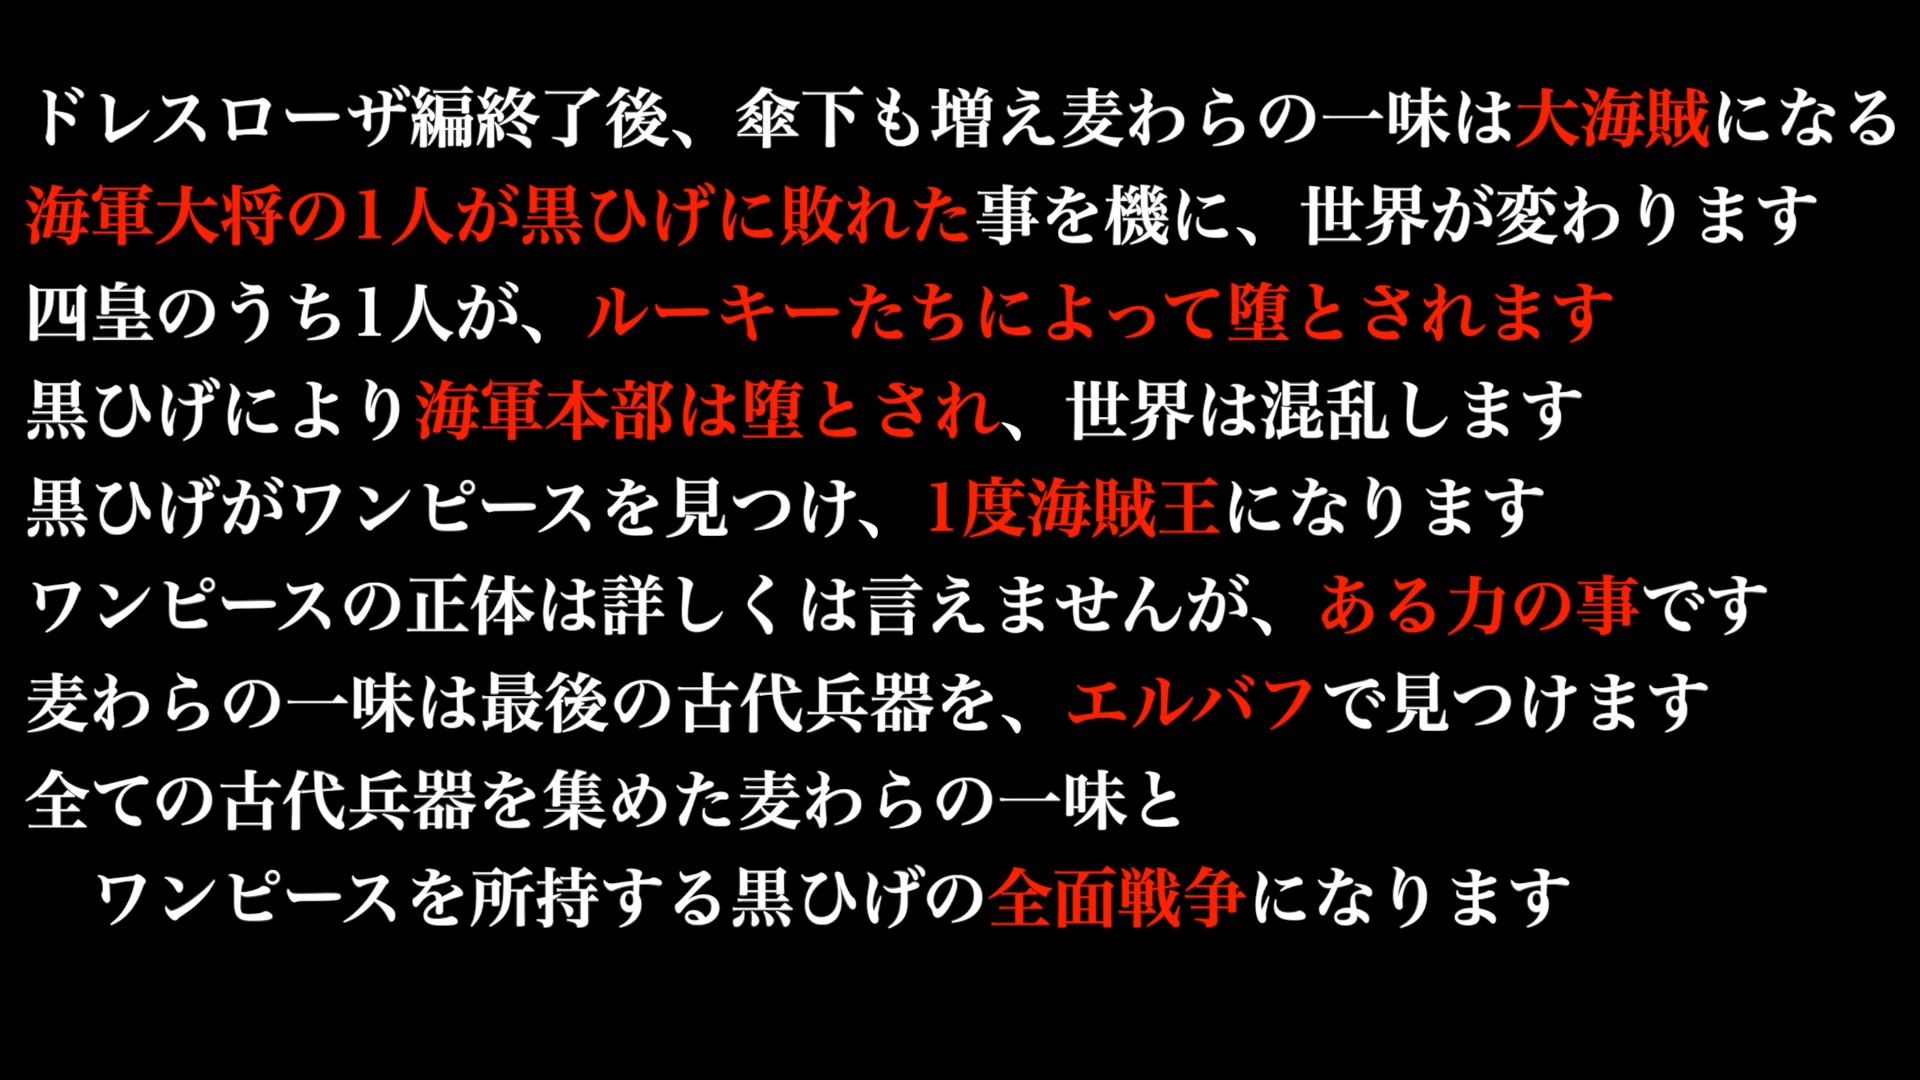 ドレスローザ編終了後、傘下も増え麦わらの一味は大海賊になる
海軍大将の1人が黒ひげに敗れた事を機に、世界が変わります
四皇のうち1人が、ルーキーたちによって堕とされます
黒ひげにより海軍本部は堕とされ、世界は混乱します
黒ひげがワンピースを見つけ、1度海賊王になります
ワンピースの正体は詳しくは言えませんが、ある力の事です
麦わらの一味は最後の古代兵器を、エルバフで見つけます
全ての古代兵器を集めた麦わらの一味と
　ワンピースを所持する黒ひげの全面戦争になります